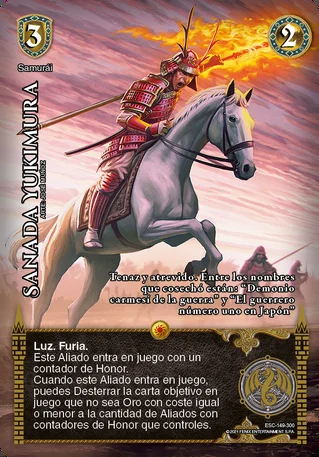 3
2
Samurái
SANADA YUKIMURA
Tenaz y atrevido. Entre los nombres
que cosechó están: "Demonio
carmesí de la guerra" y "El guerrero
número uno en Japón"
Luz. Furia.
Este Aliado entra en juego con un
contador de Honor.
Cuando este Aliado entra en juego,
puedes Desterrar la carta objetivo en
juego que no sea Oro con coste igual
o menor a la cantidad de Aliados con
contadores de Honor que controles.
ESC-149-300
©2021 FENIX ENTERTAINMENT S.P.A.